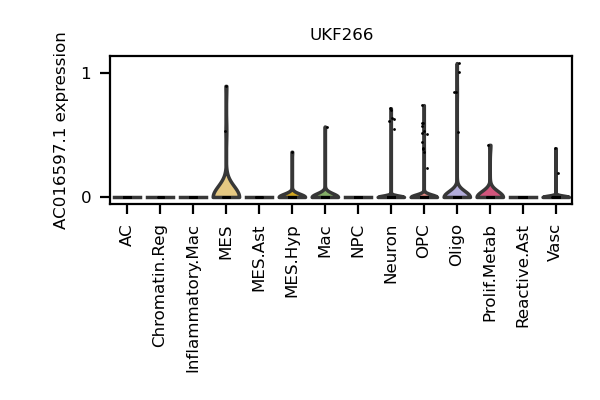 UKF266
AC016597.1 expression
1
0
AC
Chromatin.Reg
Inflammatory.Mac
MES
MES.Ast
MES.Hyp
Mac
NPC
Neuron
OPC
Oligo
Prolif.Metab
Reactive.Ast
Vasc